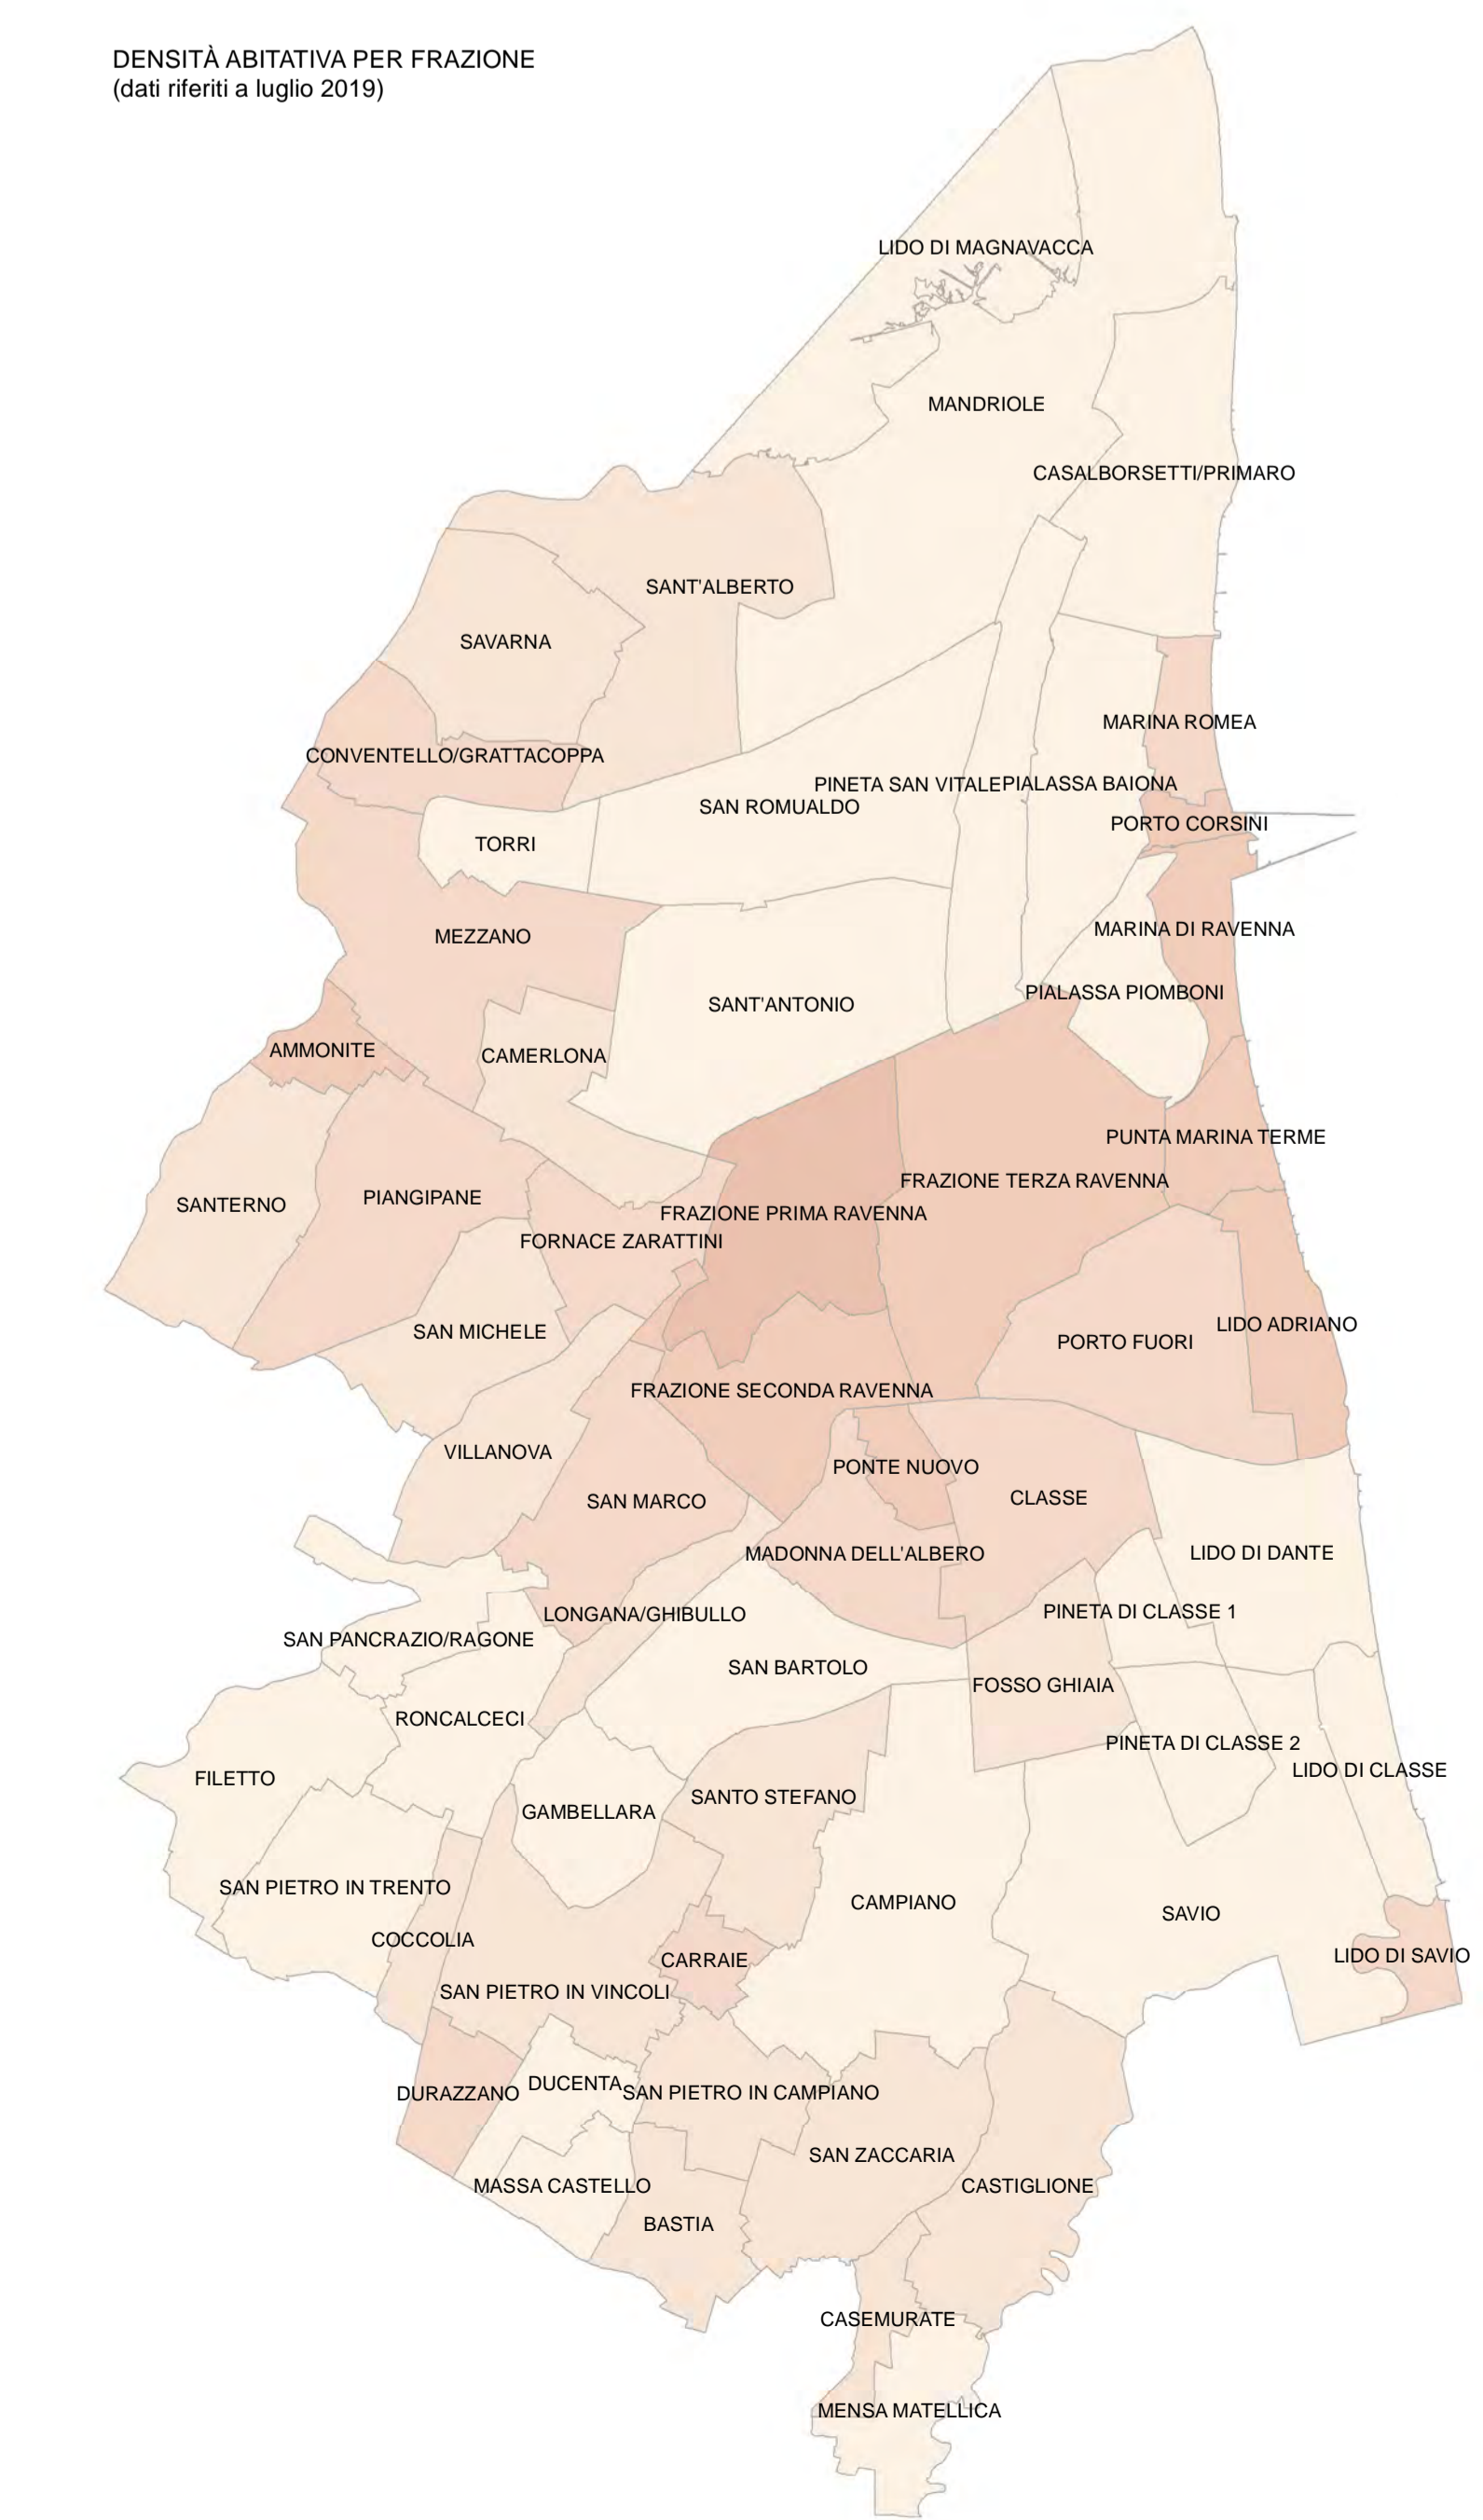 DENSITÀ ABITATIVA PER FRAZIONE
(dati riferiti a luglio 2019)
LIDO DI MAGNAVACCA
MANDRIOLE
CASALBORSETTI/PRIMARO
SANT'ALBERTO
SAVARNA
MARINA ROMEA
CONVENTELLO/GRATTACOPPA
PINETA SAN VITALE
PIALASSA BAIONA
SAN ROMUALDO
PORTO CORSINI
TORRI
MARINA DI RAVENNA
MEZZANO
PIALASSA PIOMBONI
SANT'ANTONIO
AMMONITE
CAMERLONA
PUNTA MARINA TERME
FRAZIONE TERZA RAVENNA
PIANGIPANE
SANTERNO
FRAZIONE PRIMA RAVENNA
FORNACE ZARATTINI
LIDO ADRIANO
SAN MICHELE
PORTO FUORI
FRAZIONE SECONDA RAVENNA
VILLANOVA
PONTE NUOVO
CLASSE
SAN MARCO
MADONNA DELL'ALBERO
LIDO DI DANTE
PINETA DI CLASSE 1
LONGANA/GHIBULLO
SAN PANCRAZIO/RAGONE
SAN BARTOLO
FOSSO GHIAIA
RONCALCECI
PINETA DI CLASSE 2
LIDO DI CLASSE
FILETTO
SANTO STEFANO
GAMBELLARA
SAN PIETRO IN TRENTO
CAMPIANO
SAVIO
COCCOLIA
LIDO DI SAVIO
CARRAIE
SAN PIETRO IN VINCOLI
DUCENTA
SAN PIETRO IN CAMPIANO
DURAZZANO
SAN ZACCARIA
MASSA CASTELLO
CASTIGLIONE
BASTIA
CASEMURATE
MENSA MATELLICA